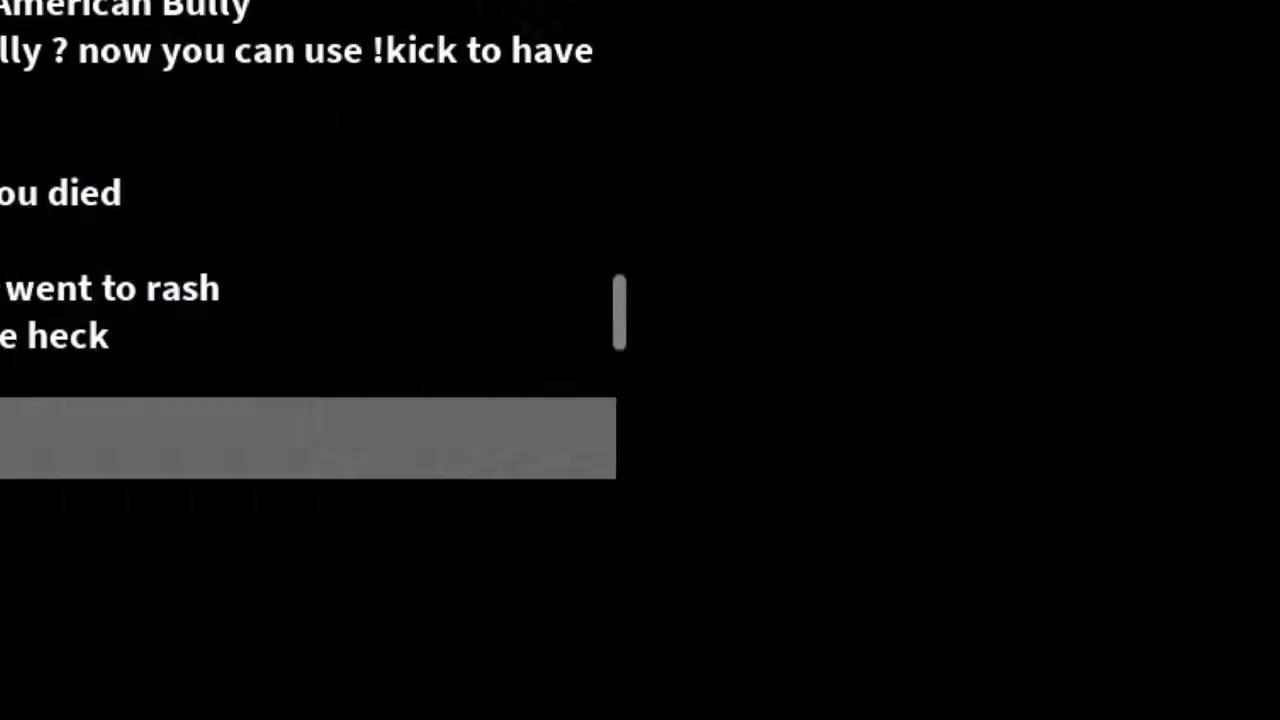 American Bully
lly ? now you can use !kick to have
ou died
went to rash
e heck